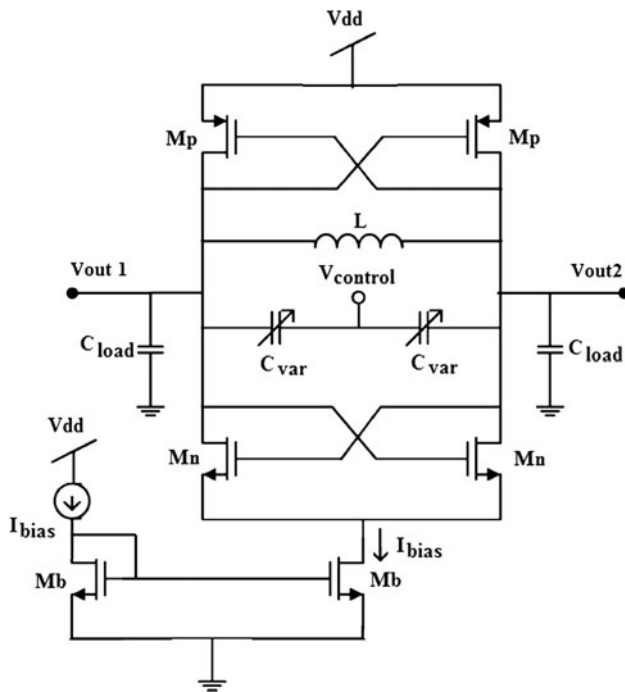 Vdd
Mp Mp
L
Vout 1 Vcontrol Vout2
Cload Cvar Cvar Cload
Vdd
Mn Mn
Ibias Ibias
Mb Mb